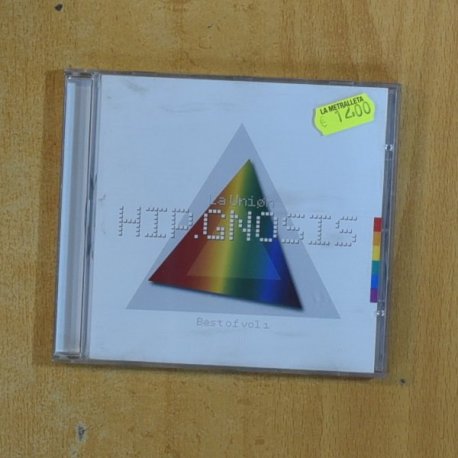 LA METRALLETA
€ 12,00
La Unión
HIP.GNOSIS
Best of vol 1